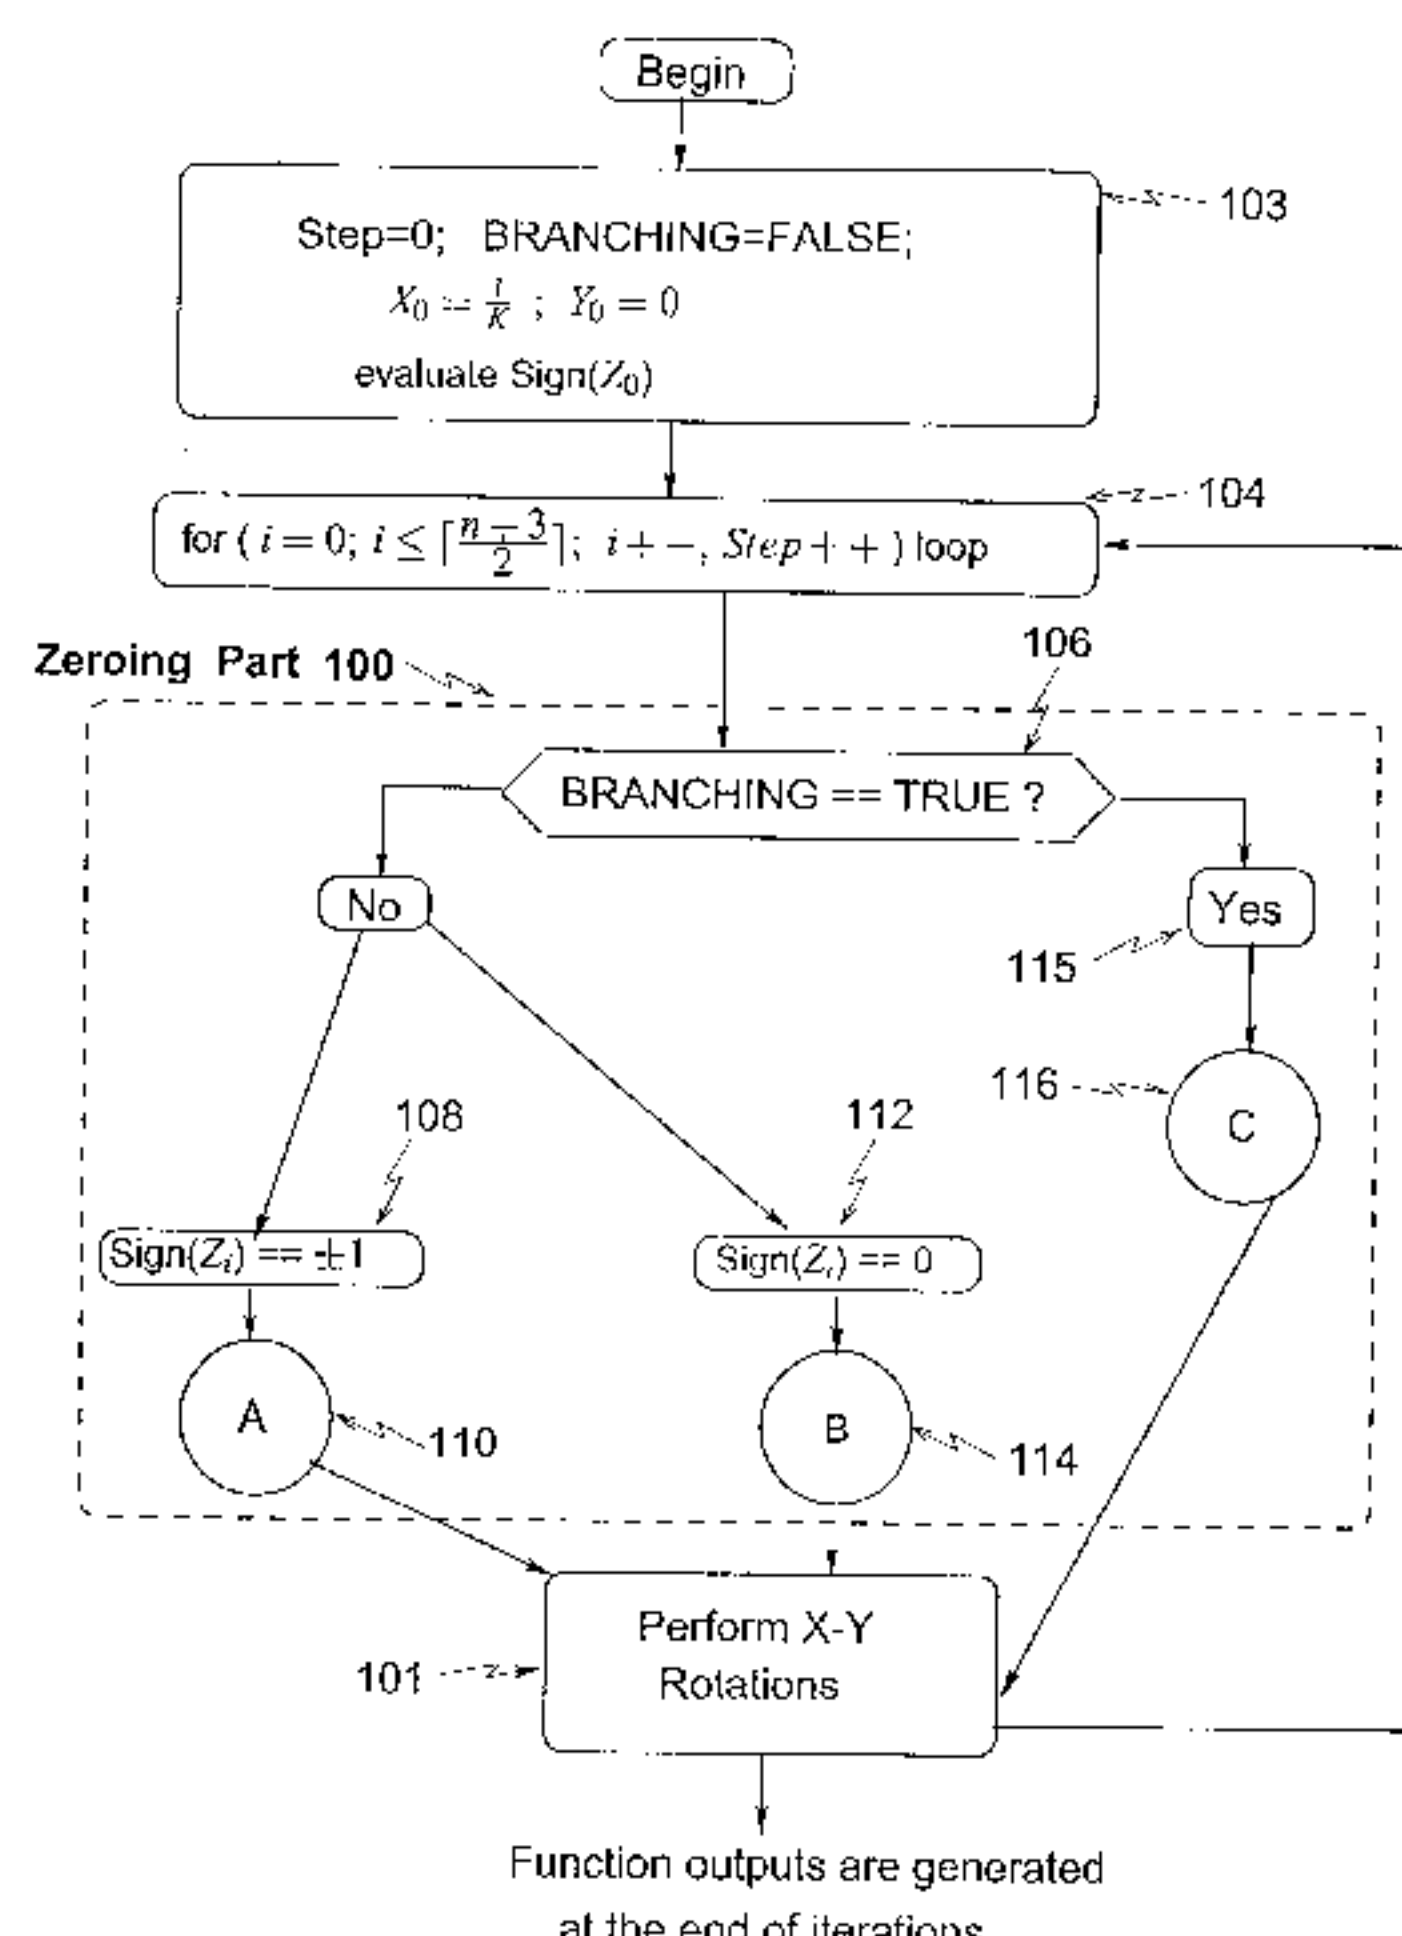 Begin
103
Step=0; BRANCHING=FALSE;
X₀ = 1/K ; Y₀ = 0
evaluate Sign(Z₀)
104
for ( i = 0; i ≤ ⌈(n+3)/2⌉; i++, Step++ ) loop
Zeroing Part 100
106
BRANCHING == TRUE ?
No
Yes
115
116
C
108
112
Sign(Zᵢ) == ±1
Sign(Zᵢ) == 0
A
110
B
114
Perform X-Y
Rotations
101
Function outputs are generated
at the end of iterations